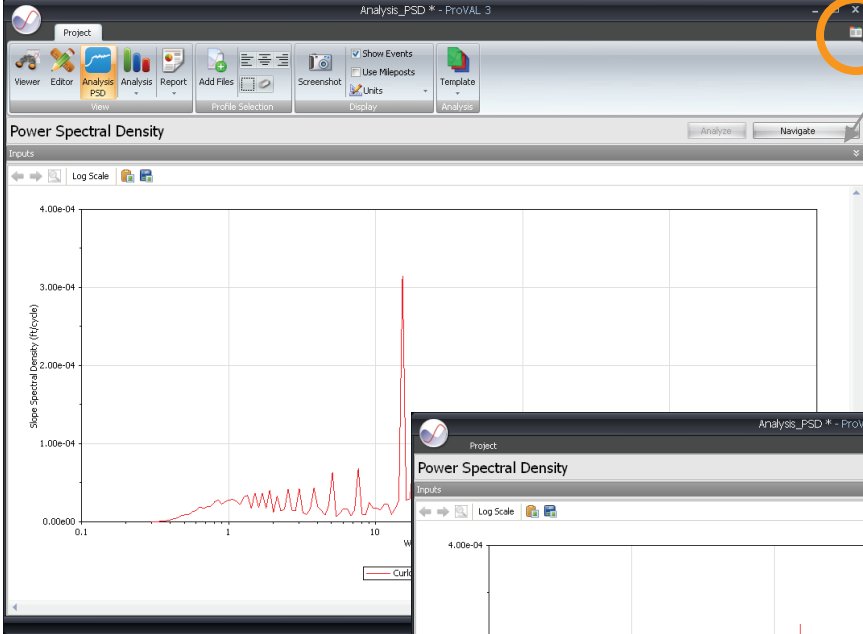 Analysis_PSD * - ProVAL 3
Project
Viewer Editor Analysis PSD Analysis Report Add Files Screenshot Show Events Use Mileposts Units Template
View Profile Selection Display Analysis
Power Spectral Density Analyze Navigate
Inputs
Log Scale
4.00e-04
3.00e-04
2.00e-04
1.00e-04
0.00e00
Slope Spectral Density (ft/cycle)
0.1 1 10
Analysis_PSD * - ProV
Project
Power Spectral Density
Inputs
Log Scale
4.00e-04